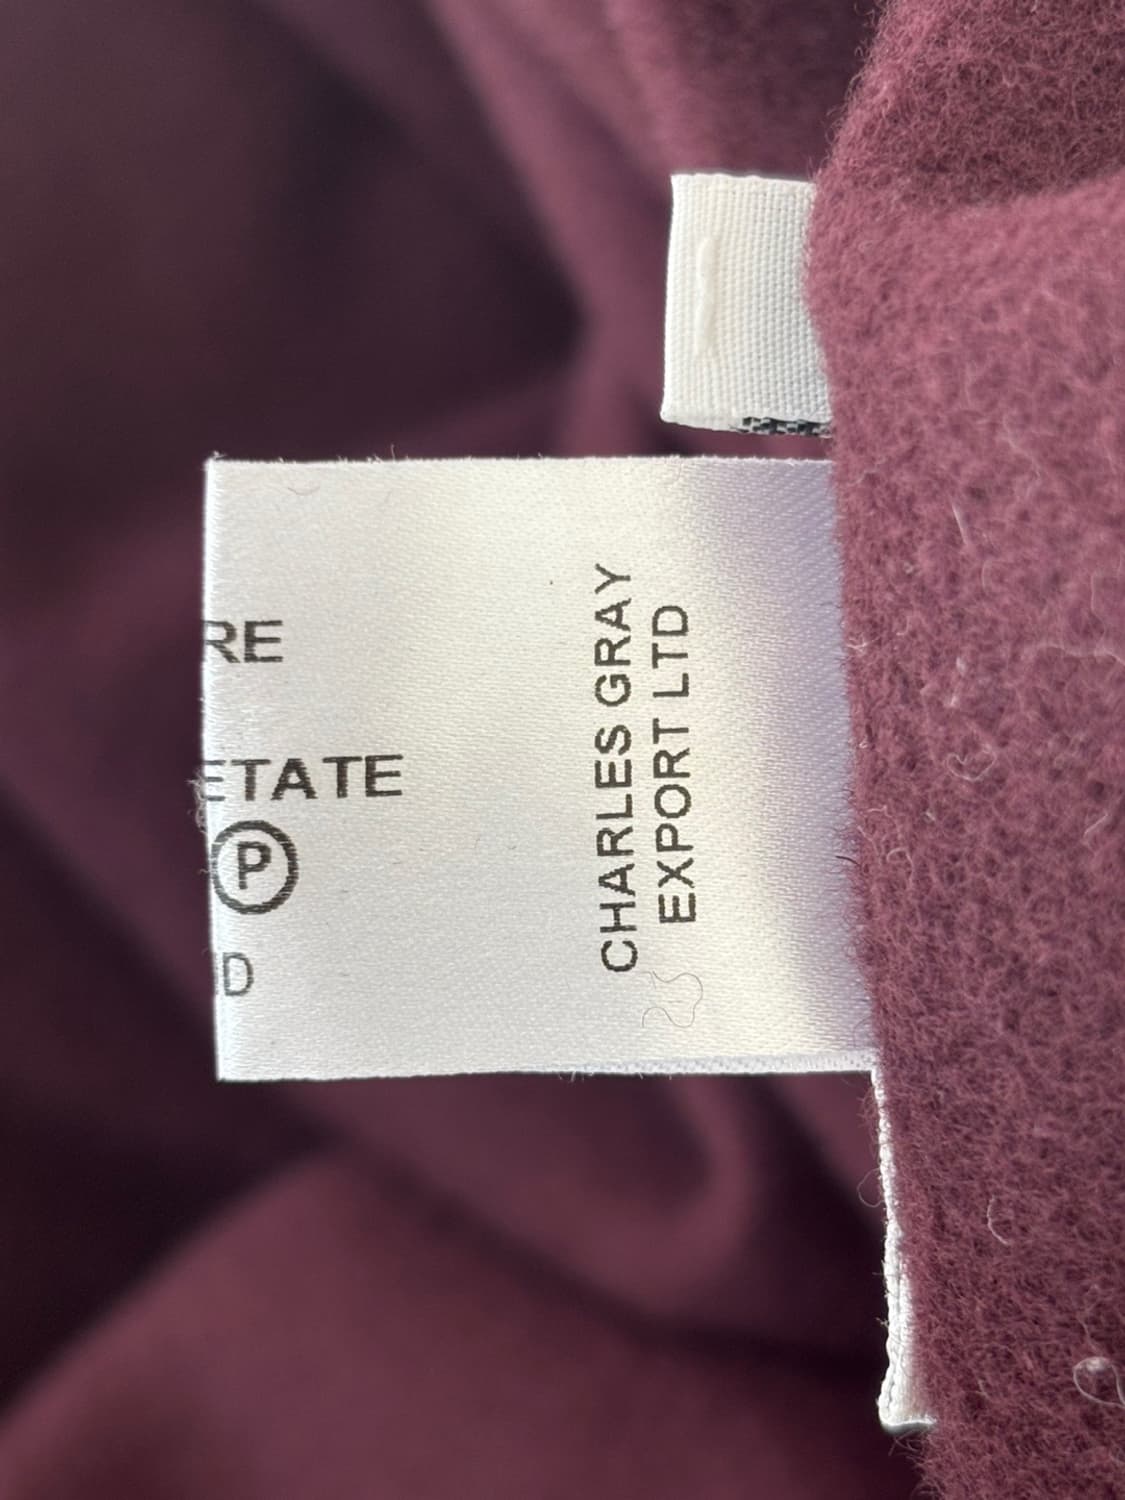 RE
ETATE
P
D
CHARLES GRAY
EXPORT LTD